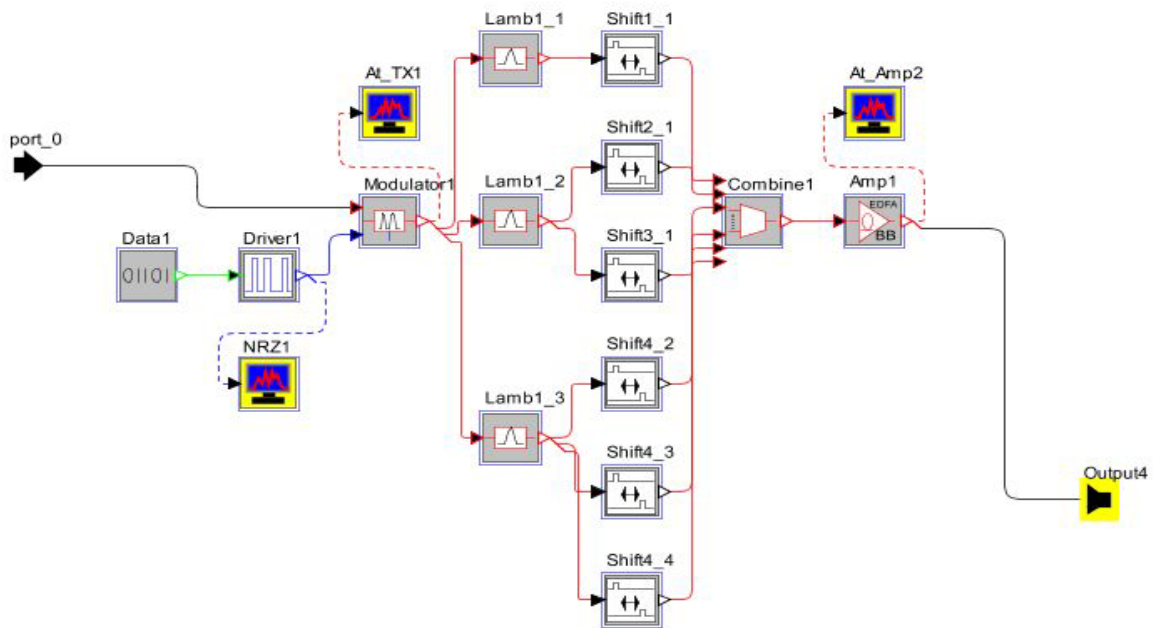 Lamb1_1
Shift1_1
At_TX1
At_Amp2
port_0
Shift2_1
Modulator1
Lamb1_2
Combine1
Amp1
EDFA
BB
Data1
Driver1
Shift3_1
01101
NRZ1
Shift4_2
Lamb1_3
Shift4_3
Output4
Shift4_4